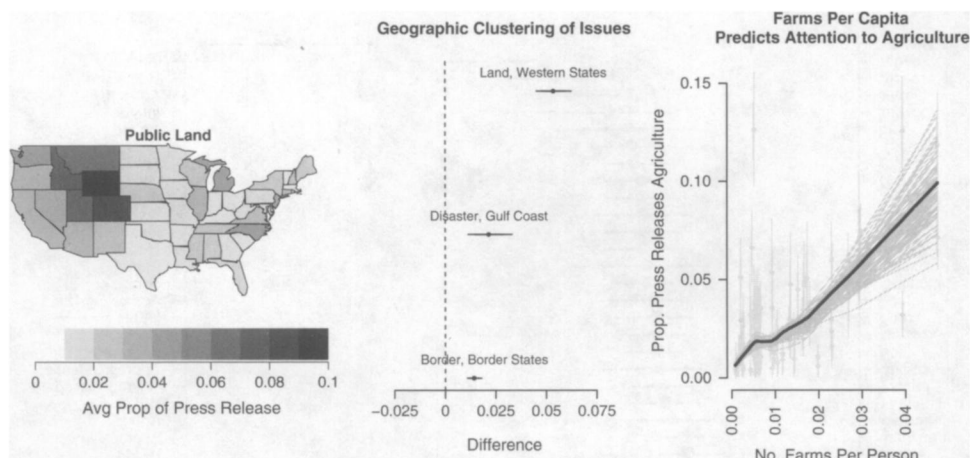 Public Land
0 0.02 0.04 0.06 0.08 0.1
Avg Prop of Press Release
Geographic Clustering of Issues
Land, Western States
Disaster, Gulf Coast
Border, Border States
−0.025 0 0.025 0.05 0.075
Difference
Farms Per Capita
Predicts Attention to Agriculture
Prop. Press Releases Agriculture
0.15
0.10
0.05
0.00
0.00 0.01 0.02 0.03 0.04
No. Farms Per Person